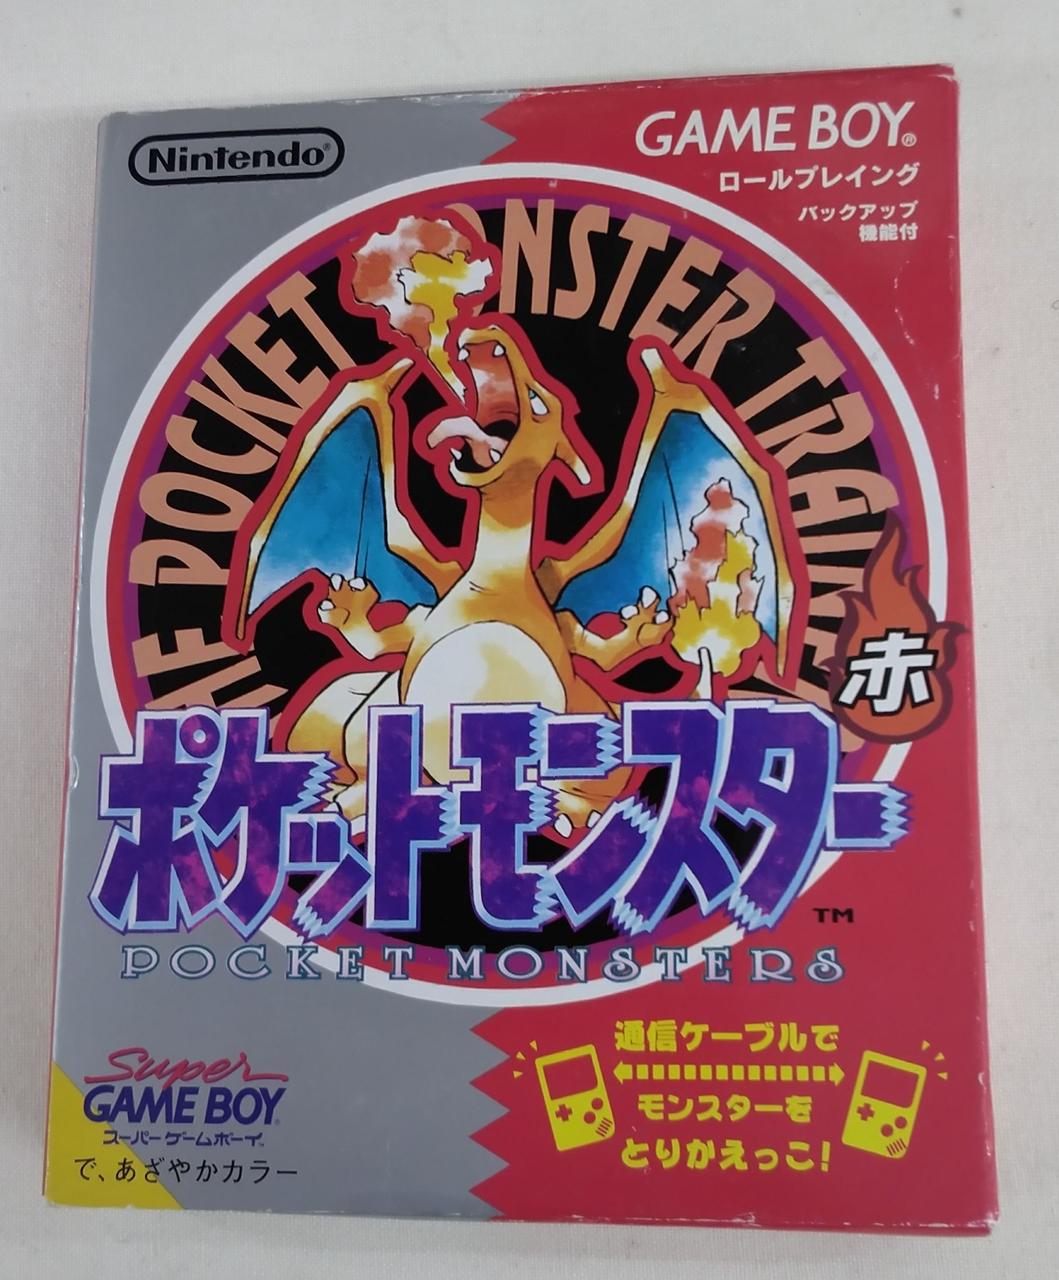 Nintendo®
GAME BOY®
ロールプレイング
バックアップ
機能付
POCKET MONSTER
赤
ポケットモンスター
TM
POCKET MONSTERS
Super
GAME BOY
スーパーゲームボーイ
で、あざやかカラー
通信ケーブルで
モンスターを
とりかえっこ!